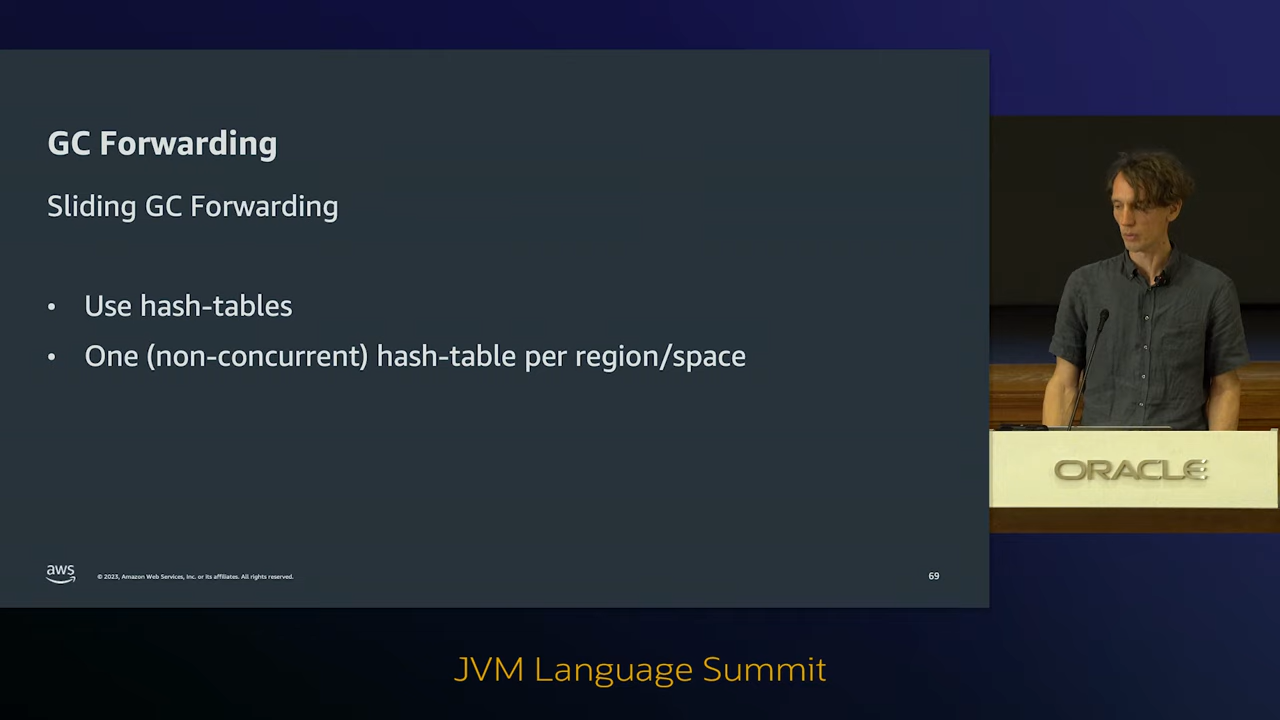 GC Forwarding
Sliding GC Forwarding
• Use hash-tables
• One (non-concurrent) hash-table per region/space
aws
© 2023, Amazon Web Services, Inc. or its affiliates. All rights reserved.
69
ORACLE
JVM Language Summit